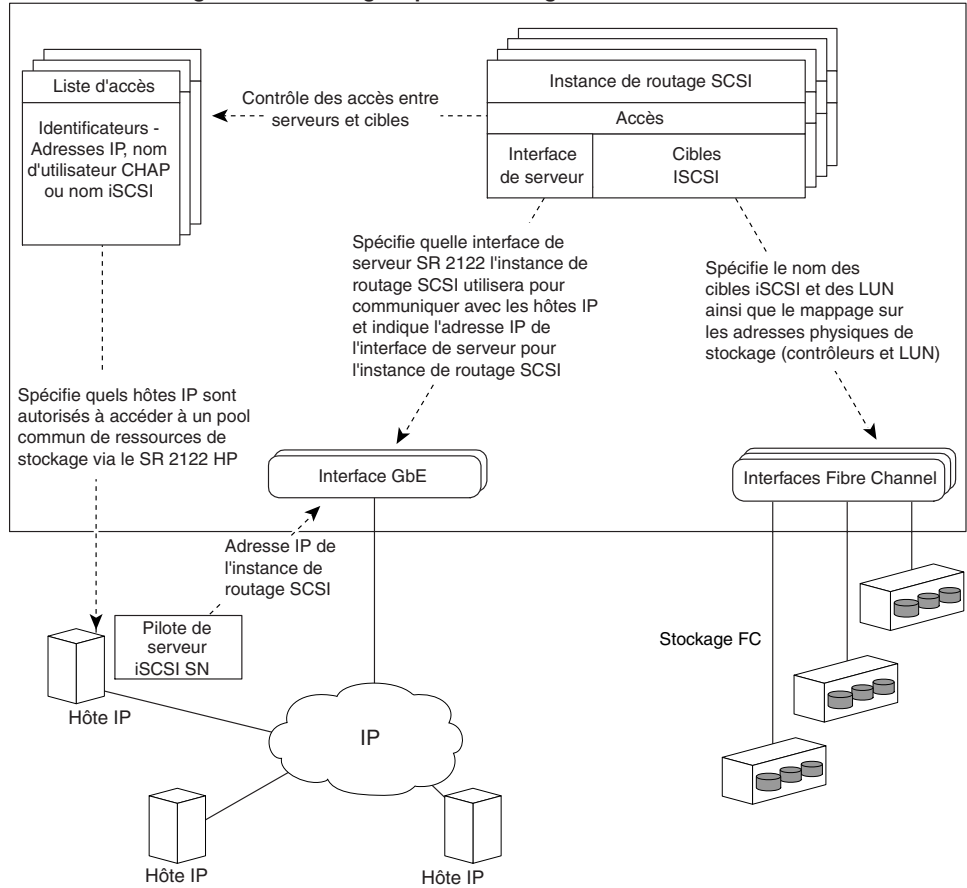 Liste d'accès
Identificateurs -
Adresses IP, nom
d'utilisateur CHAP
ou nom iSCSI
Contrôle des accès entre
serveurs et cibles
Instance de routage SCSI
Accès
Interface
de serveur
Cibles
ISCSI
Spécifie quelle interface de
serveur SR 2122 l'instance de
routage SCSI utilisera pour
communiquer avec les hôtes IP
et indique l'adresse IP de
l'interface de serveur pour
l'instance de routage SCSI
Spécifie le nom des
cibles iSCSI et des LUN
ainsi que le mappage sur
les adresses physiques de
stockage (contrôleurs et LUN)
Spécifie quels hôtes IP sont
autorisés à accéder à un pool
commun de ressources de
stockage via le SR 2122 HP
Interface GbE
Interfaces Fibre Channel
Adresse IP de
l'instance de
routage SCSI
Pilote de
serveur
iSCSI SN
Stockage FC
Hôte IP
IP
Hôte IP
Hôte IP